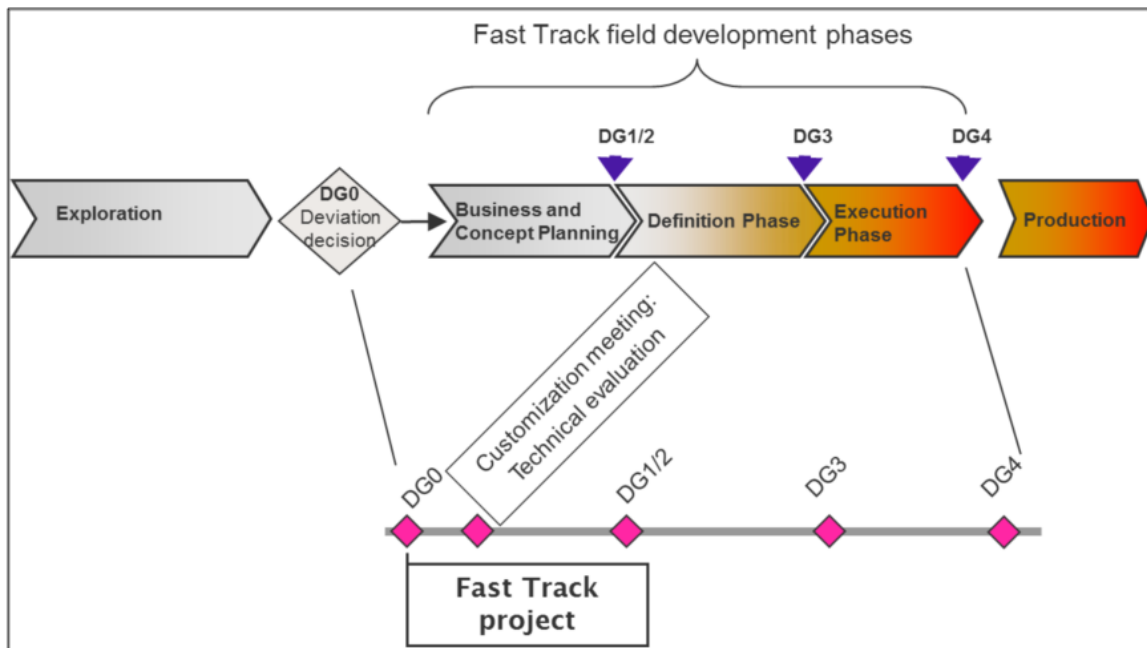 Fast Track field development phases
DG1/2
DG3
DG4
Exploration
DG0
Deviation
decision
Business and
Concept Planning
Definition Phase
Execution
Phase
Production
Customization meeting:
Technical evaluation
DG0
DG1/2
DG3
DG4
Fast Track
project